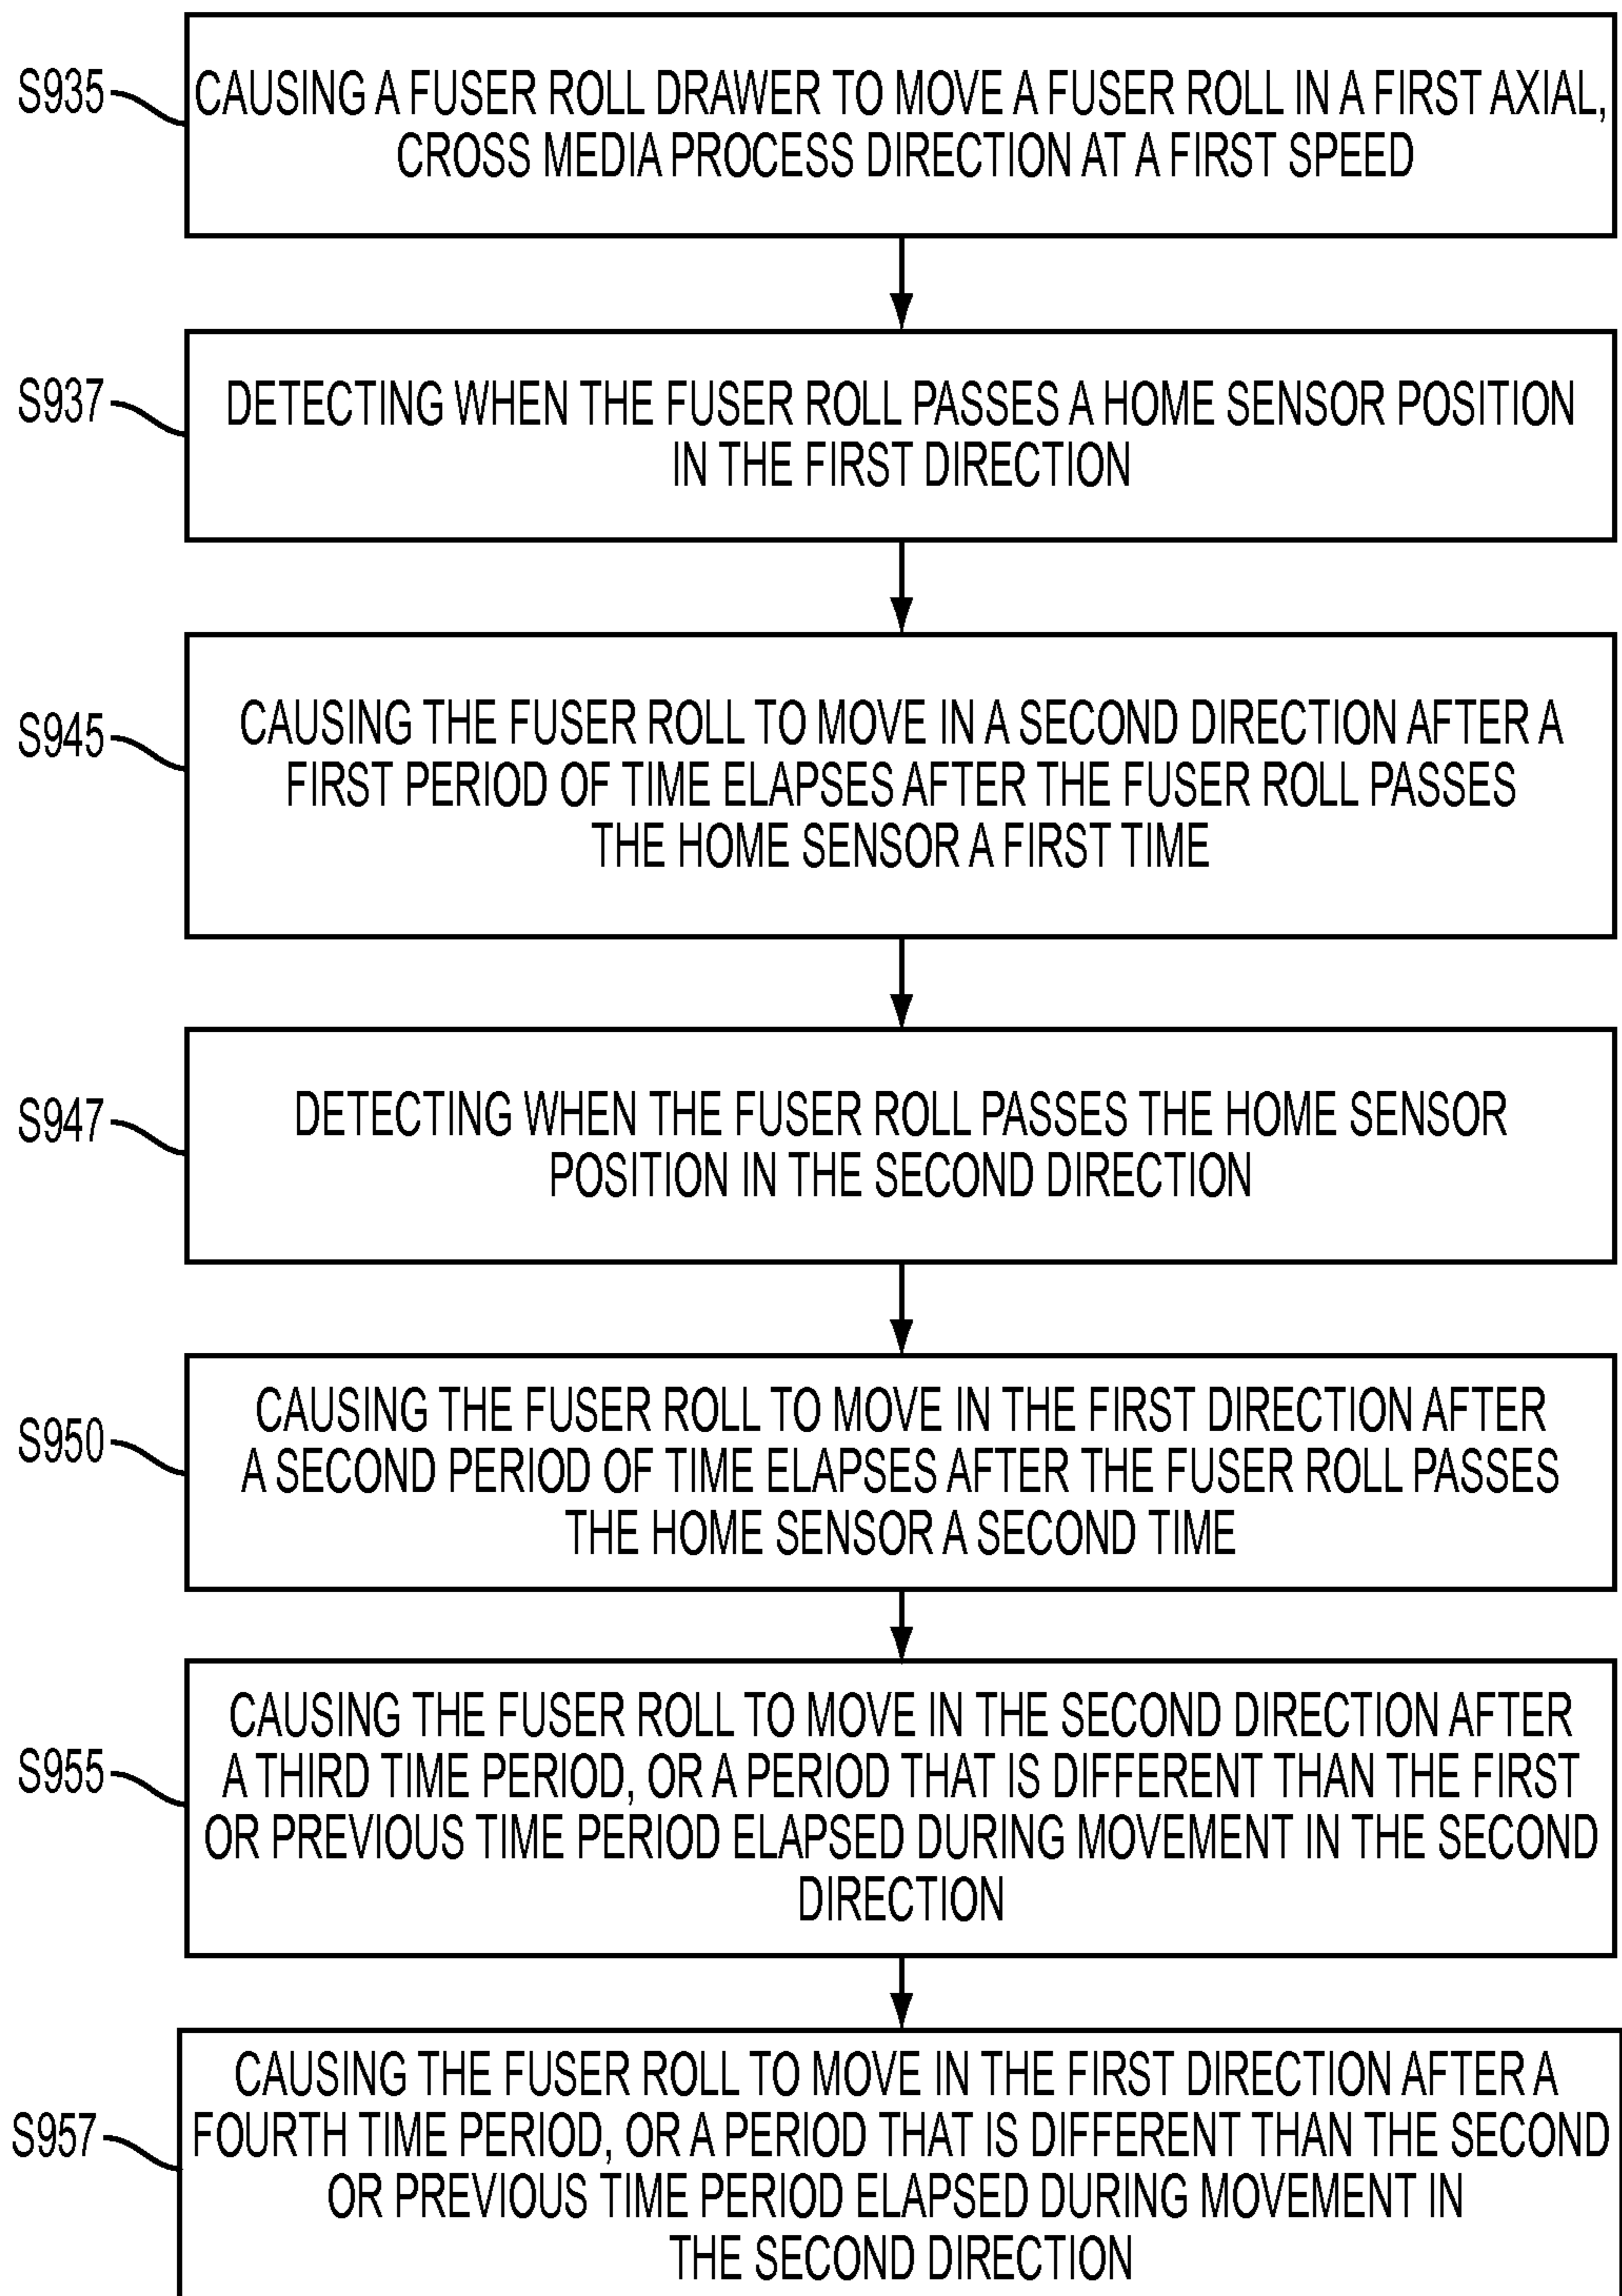 S935
CAUSING A FUSER ROLL DRAWER TO MOVE A FUSER ROLL IN A FIRST AXIAL,
CROSS MEDIA PROCESS DIRECTION AT A FIRST SPEED
S937
DETECTING WHEN THE FUSER ROLL PASSES A HOME SENSOR POSITION
IN THE FIRST DIRECTION
S945
CAUSING THE FUSER ROLL TO MOVE IN A SECOND DIRECTION AFTER A
FIRST PERIOD OF TIME ELAPSES AFTER THE FUSER ROLL PASSES
THE HOME SENSOR A FIRST TIME
S947
DETECTING WHEN THE FUSER ROLL PASSES THE HOME SENSOR
POSITION IN THE SECOND DIRECTION
S950
CAUSING THE FUSER ROLL TO MOVE IN THE FIRST DIRECTION AFTER
A SECOND PERIOD OF TIME ELAPSES AFTER THE FUSER ROLL PASSES
THE HOME SENSOR A SECOND TIME
S955
CAUSING THE FUSER ROLL TO MOVE IN THE SECOND DIRECTION AFTER
A THIRD TIME PERIOD, OR A PERIOD THAT IS DIFFERENT THAN THE FIRST
OR PREVIOUS TIME PERIOD ELAPSED DURING MOVEMENT IN THE SECOND
DIRECTION
S957
CAUSING THE FUSER ROLL TO MOVE IN THE FIRST DIRECTION AFTER A
FOURTH TIME PERIOD, OR A PERIOD THAT IS DIFFERENT THAN THE SECOND
OR PREVIOUS TIME PERIOD ELAPSED DURING MOVEMENT IN
THE SECOND DIRECTION